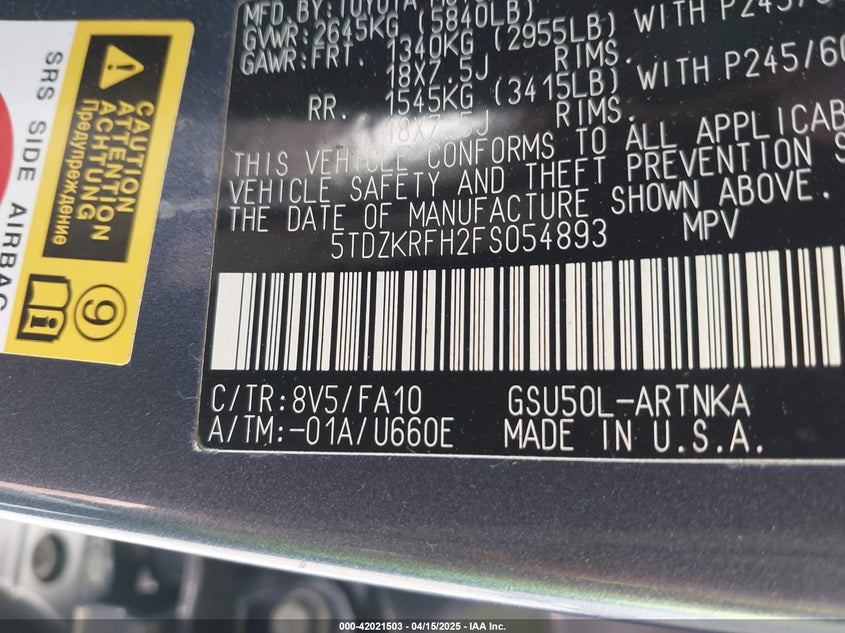 MFD.BY:TOYOTA
GVWR:2645KG (5840LB)
GAWR:FRT. 1340KG (2955LB) WITH P245/
18X7.5J RIMS.
RR. 1545KG (3415LB) WITH P245/60
18X7.5J RIMS.
THIS VEHICLE CONFORMS TO ALL APPLICAB
VEHICLE SAFETY AND THEFT PREVENTION S
THE DATE OF MANUFACTURE SHOWN ABOVE.
5TDZKRFH2FS054893 MPV
C/TR:8V5/FA10 GSU50L-ARTNKA
A/TM:-01A/U660E MADE IN U.S.A.
SRS SIDE AIRBAG
CAUTION
ATTENTION
ACHTUNG
Предупреждение
9
000-42021503 - 04/15/2025 - IAA Inc.